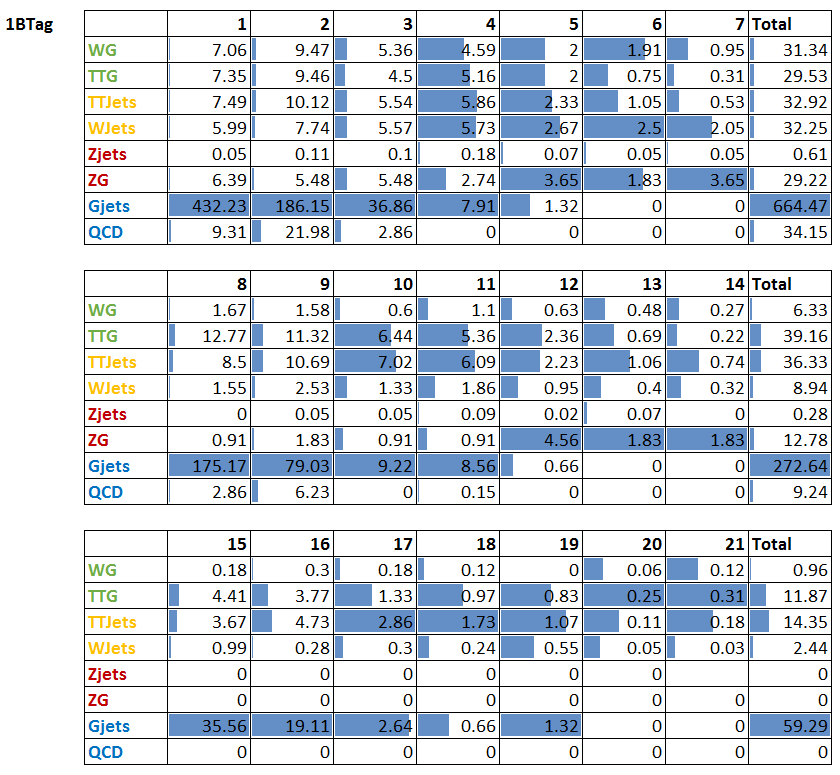 1BTag 1 2 3 4 5 6 7 Total
WG 7.06 9.47 5.36 4.59 2 1.91 0.95 31.34
TTG 7.35 9.46 4.5 5.16 2 0.75 0.31 29.53
TTJets 7.49 10.12 5.54 5.86 2.33 1.05 0.53 32.92
WJets 5.99 7.74 5.57 5.73 2.67 2.5 2.05 32.25
Zjets 0.05 0.11 0.1 0.18 0.07 0.05 0.05 0.61
ZG 6.39 5.48 5.48 2.74 3.65 1.83 3.65 29.22
Gjets 432.23 186.15 36.86 7.91 1.32 0 0 664.47
QCD 9.31 21.98 2.86 0 0 0 0 34.15
8 9 10 11 12 13 14 Total
WG 1.67 1.58 0.6 1.1 0.63 0.48 0.27 6.33
TTG 12.77 11.32 6.44 5.36 2.36 0.69 0.22 39.16
TTJets 8.5 10.69 7.02 6.09 2.23 1.06 0.74 36.33
WJets 1.55 2.53 1.33 1.86 0.95 0.4 0.32 8.94
Zjets 0 0.05 0.05 0.09 0.02 0.07 0 0.28
ZG 0.91 1.83 0.91 0.91 4.56 1.83 1.83 12.78
Gjets 175.17 79.03 9.22 8.56 0.66 0 0 272.64
QCD 2.86 6.23 0 0.15 0 0 0 9.24
15 16 17 18 19 20 21 Total
WG 0.18 0.3 0.18 0.12 0 0.06 0.12 0.96
TTG 4.41 3.77 1.33 0.97 0.83 0.25 0.31 11.87
TTJets 3.67 4.73 2.86 1.73 1.07 0.11 0.18 14.35
WJets 0.99 0.28 0.3 0.24 0.55 0.05 0.03 2.44
Zjets 0 0 0 0 0 0 0 0
ZG 0 0 0 0 0 0 0 0
Gjets 35.56 19.11 2.64 0.66 1.32 0 0 59.29
QCD 0 0 0 0 0 0 0 0